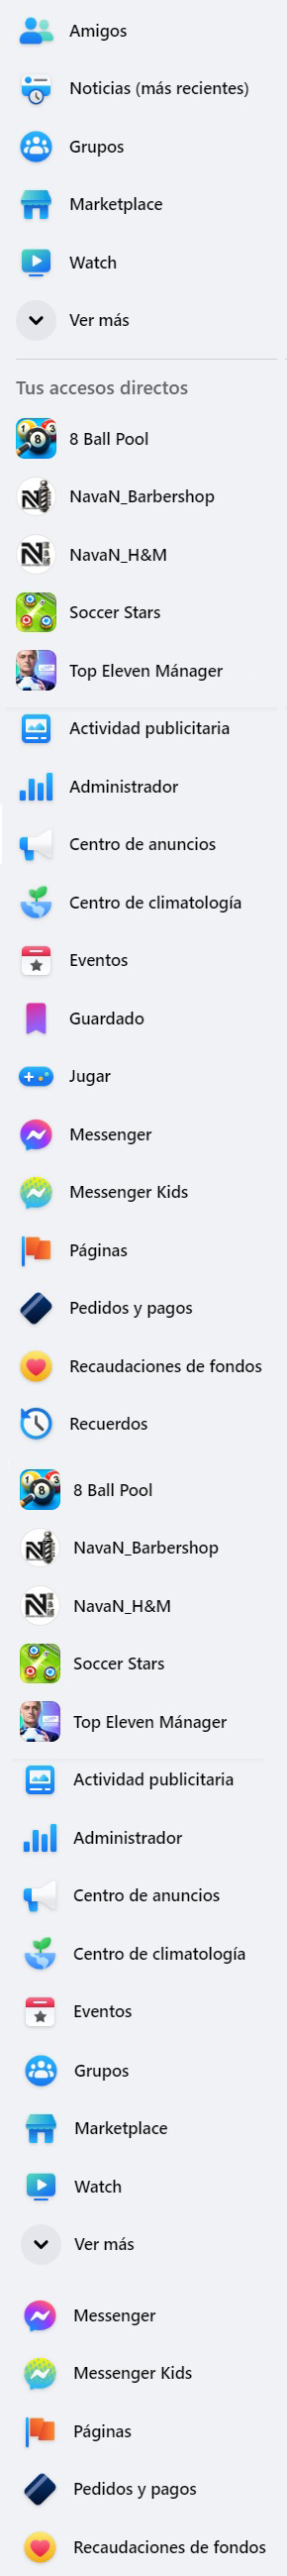 Amigos
Noticias (más recientes)
Grupos
Marketplace
Watch
Ver más
Tus accesos directos
8 Ball Pool
NavaN_Barbershop
NavaN_H&M
Soccer Stars
Top Eleven Mánager
Actividad publicitaria
Administrador
Centro de anuncios
Centro de climatología
Eventos
Guardado
Jugar
Messenger
Messenger Kids
Páginas
Pedidos y pagos
Recaudaciones de fondos
Recuerdos
8 Ball Pool
NavaN_Barbershop
NavaN_H&M
Soccer Stars
Top Eleven Mánager
Actividad publicitaria
Administrador
Centro de anuncios
Centro de climatología
Eventos
Grupos
Marketplace
Watch
Ver más
Messenger
Messenger Kids
Páginas
Pedidos y pagos
Recaudaciones de fondos